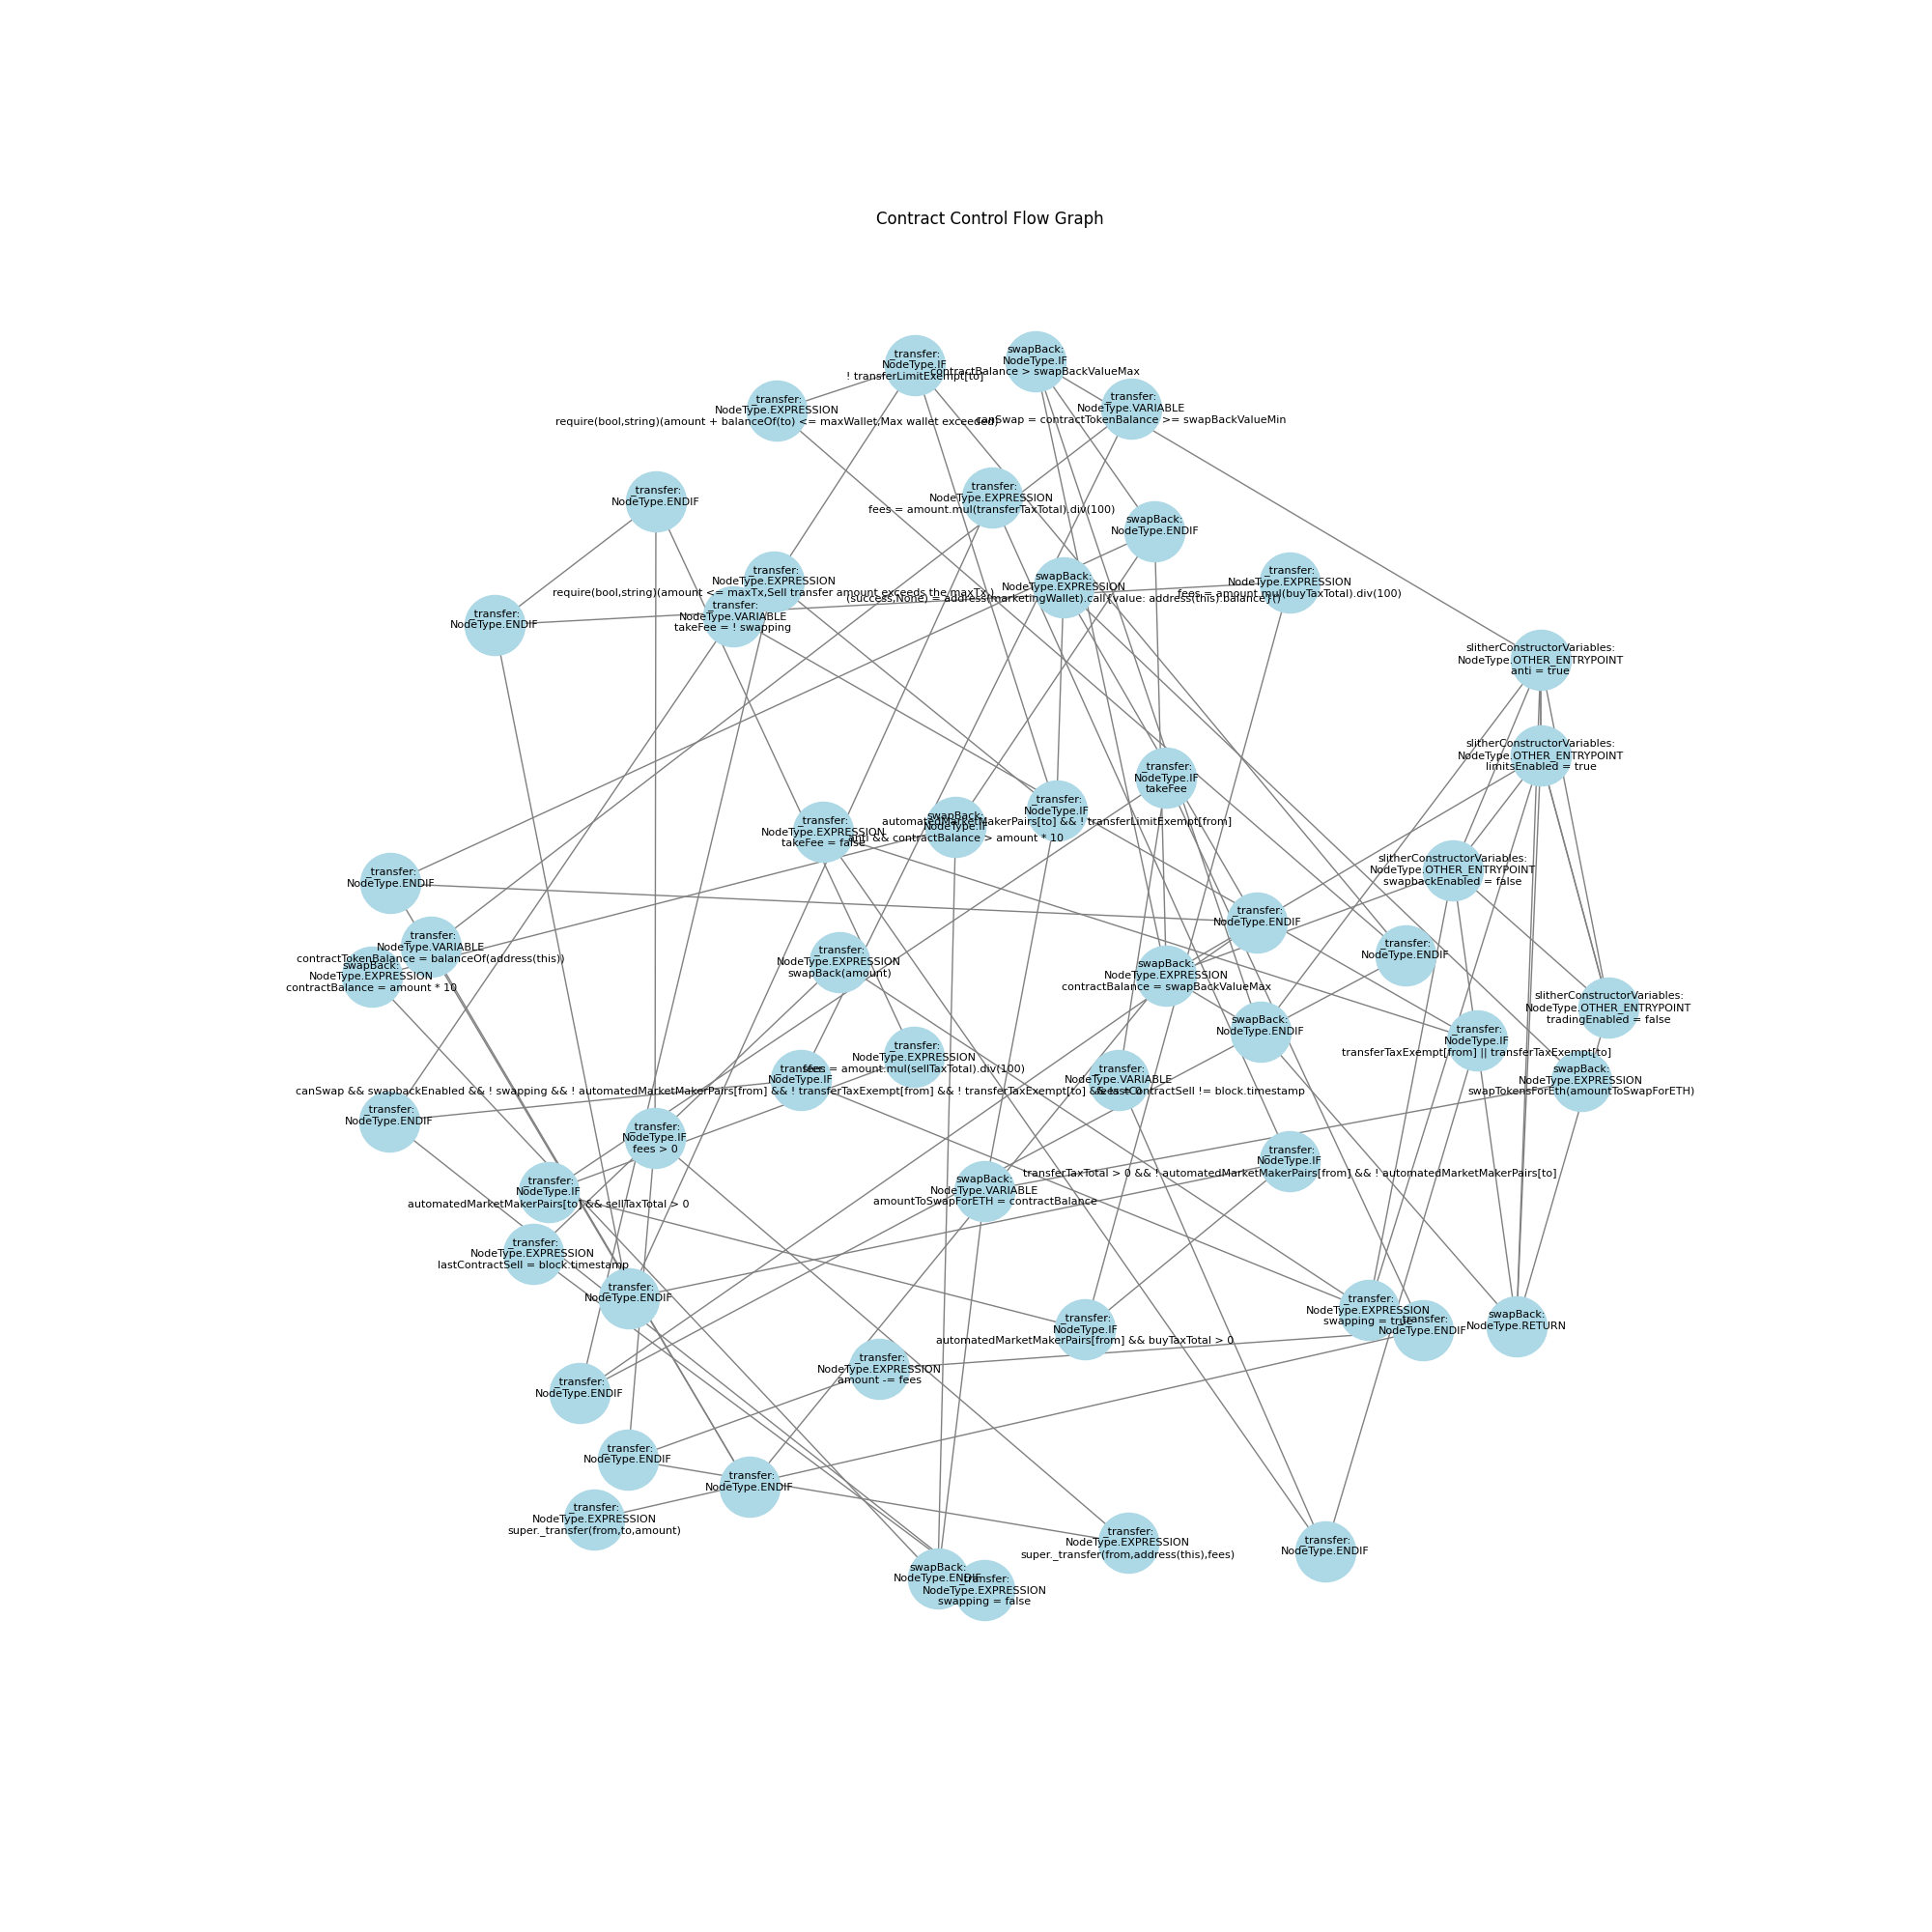 Contract Control Flow Graph
_transfer:
NodeType.IF
! transferLimitExempt[to]
swapBack:
NodeType.IF
contractBalance > swapBackValueMax
_transfer:
NodeType.EXPRESSION
require(bool,string)(amount + balanceOf(to) <= maxWallet,Max wallet exceeded)
_transfer:
NodeType.VARIABLE
canSwap = contractTokenBalance >= swapBackValueMin
_transfer:
NodeType.ENDIF
_transfer:
NodeType.EXPRESSION
fees = amount.mul(transferTaxTotal).div(100)
swapBack:
NodeType.ENDIF
_transfer:
NodeType.EXPRESSION
require(bool,string)(amount <= maxTx,Sell transfer amount exceeds the maxTx.)
swapBack:
NodeType.EXPRESSION
(success,None) = address(marketingWallet).call{value: address(this).balance}()
_transfer:
NodeType.EXPRESSION
fees = amount.mul(buyTaxTotal).div(100)
_transfer:
NodeType.ENDIF
_transfer:
NodeType.VARIABLE
takeFee = ! swapping
slitherConstructorVariables:
NodeType.OTHER_ENTRYPOINT
anti = true
slitherConstructorVariables:
NodeType.OTHER_ENTRYPOINT
limitsEnabled = true
_transfer:
NodeType.IF
takeFee
_transfer:
NodeType.IF
automatedMarketMakerPairs[to] && ! transferLimitExempt[from]
_transfer:
NodeType.EXPRESSION
takeFee = false
swapBack:
NodeType.IF
anti && contractBalance > amount * 10
slitherConstructorVariables:
NodeType.OTHER_ENTRYPOINT
swapbackEnabled = false
_transfer:
NodeType.ENDIF
_transfer:
NodeType.ENDIF
_transfer:
NodeType.VARIABLE
contractTokenBalance = balanceOf(address(this))
_transfer:
NodeType.ENDIF
swapBack:
NodeType.EXPRESSION
contractBalance = amount * 10
_transfer:
NodeType.EXPRESSION
swapBack(amount)
swapBack:
NodeType.EXPRESSION
contractBalance = swapBackValueMax
slitherConstructorVariables:
NodeType.OTHER_ENTRYPOINT
tradingEnabled = false
swapBack:
NodeType.ENDIF
_transfer:
NodeType.IF
transferTaxExempt[from] || transferTaxExempt[to]
_transfer:
NodeType.EXPRESSION
fees = amount.mul(sellTaxTotal).div(100)
_transfer:
NodeType.IF
canSwap && swapbackEnabled && ! swapping && ! automatedMarketMakerPairs[from] && ! transferTaxExempt[from] && ! transferTaxExempt[to] && lastContractSell != block.timestamp
_transfer:
NodeType.VARIABLE
fees = 0
swapBack:
NodeType.EXPRESSION
swapTokensForEth(amountToSwapForETH)
_transfer:
NodeType.ENDIF
_transfer:
NodeType.IF
fees > 0
_transfer:
NodeType.IF
transferTaxTotal > 0 && ! automatedMarketMakerPairs[from] && ! automatedMarketMakerPairs[to]
_transfer:
NodeType.IF
automatedMarketMakerPairs[to] && sellTaxTotal > 0
swapBack:
NodeType.VARIABLE
amountToSwapForETH = contractBalance
_transfer:
NodeType.EXPRESSION
lastContractSell = block.timestamp
_transfer:
NodeType.ENDIF
_transfer:
NodeType.EXPRESSION
swapping = true
_transfer:
NodeType.ENDIF
swapBack:
NodeType.RETURN
_transfer:
NodeType.IF
automatedMarketMakerPairs[from] && buyTaxTotal > 0
_transfer:
NodeType.EXPRESSION
amount -= fees
_transfer:
NodeType.ENDIF
_transfer:
NodeType.ENDIF
_transfer:
NodeType.ENDIF
_transfer:
NodeType.EXPRESSION
super._transfer(from,to,amount)
_transfer:
NodeType.EXPRESSION
super._transfer(from,address(this),fees)
_transfer:
NodeType.ENDIF
swapBack:
NodeType.ENDIF
_transfer:
NodeType.EXPRESSION
swapping = false